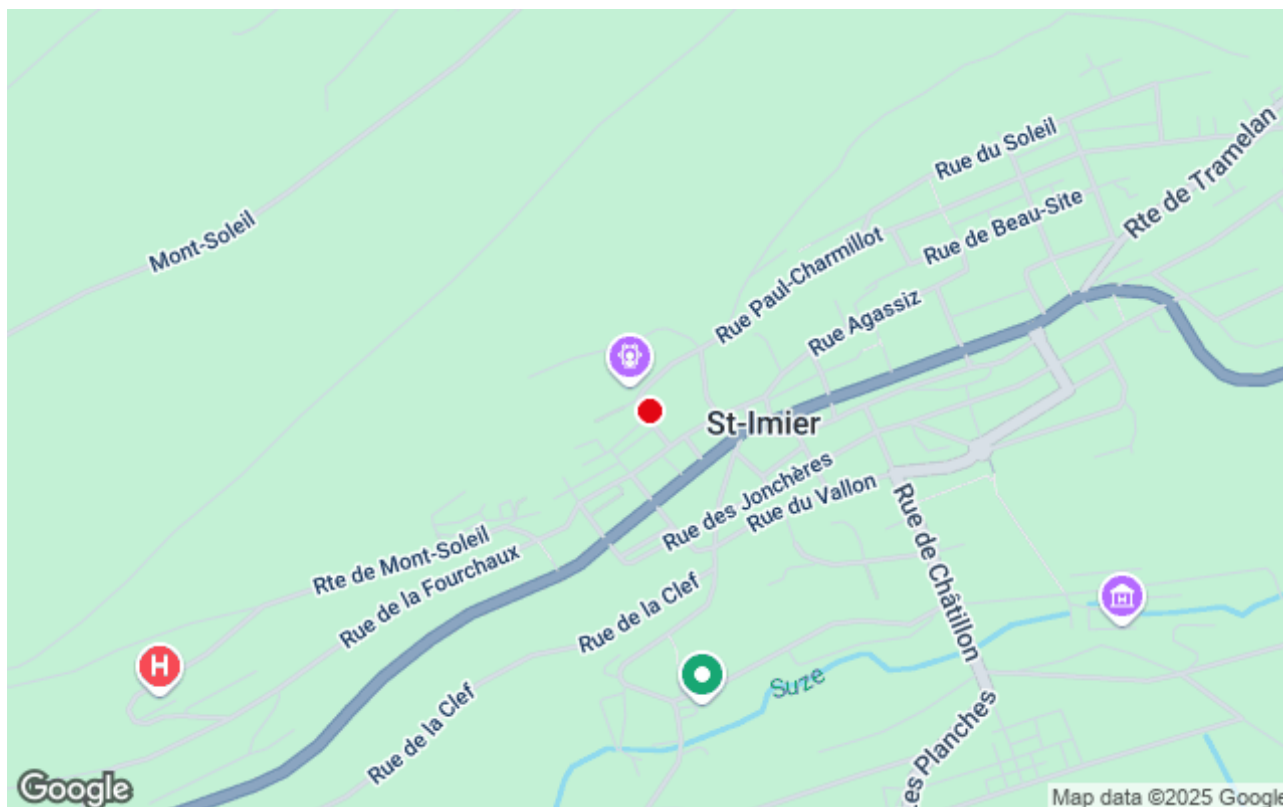 Rue du Soleil
Rte de Tramelan
Mont-Soleil
Rue de Beau-Site
Rue Paul-Charmillot
Rue Agassiz
St-Imier
Rue des Jonchères
Rue du Vallon
Rue de Châtillon
Rte de Mont-Soleil
Rue de la Fourchaux
Rue de la Clef
H
Suze
Rue de la Clef
Les Planches
Google
Map data ©2025 Google